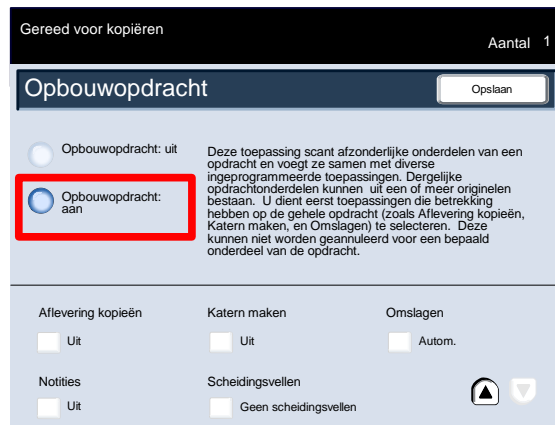 Gereed voor kopiëren
Aantal 1
Opbouwopdracht
Opslaan
Opbouwopdracht: uit
Opbouwopdracht:
aan
Deze toepassing scant afzonderlijke onderdelen van een
opdracht en voegt ze samen met diverse
ingeprogrammeerde toepassingen. Dergelijke
opdrachtonderdelen kunnen uit een of meer originelen
bestaan. U dient eerst toepassingen die betrekking
hebben op de gehele opdracht (zoals Aflevering kopieën,
Katern maken, en Omslagen) te selecteren. Deze
kunnen niet worden geannuleerd voor een bepaald
onderdeel van de opdracht.
Aflevering kopieën
Katern maken
Omslagen
Uit
Uit
Autom.
Notities
Scheidingsvellen
Uit
Geen scheidingsvellen